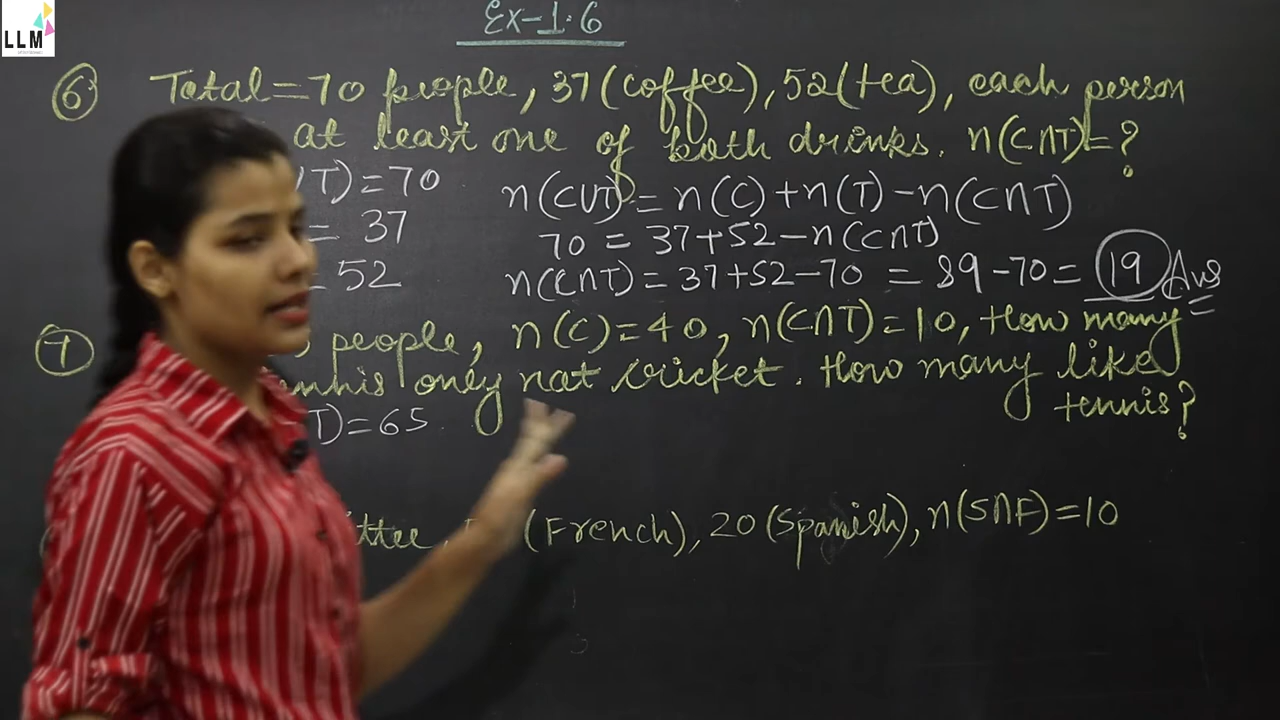 LLM
Ex-1.6
6 Total=70 people, 37(coffee), 52(tea), each person
at least one of both drinks. n(C∩T)=?
T)=70 n(CUT)=n(C)+n(T)-n(C∩T)
= 37 70 = 37+52-n(C∩T)
= 52 n(C∩T)= 37+52-70 = 89-70= 19 Ans
7 people, n(C)=40, n(C∩T)=10, How many
only not cricket. How many like
T)=65 tennis?
(French), 20(Spanish), n(S∩F)=10